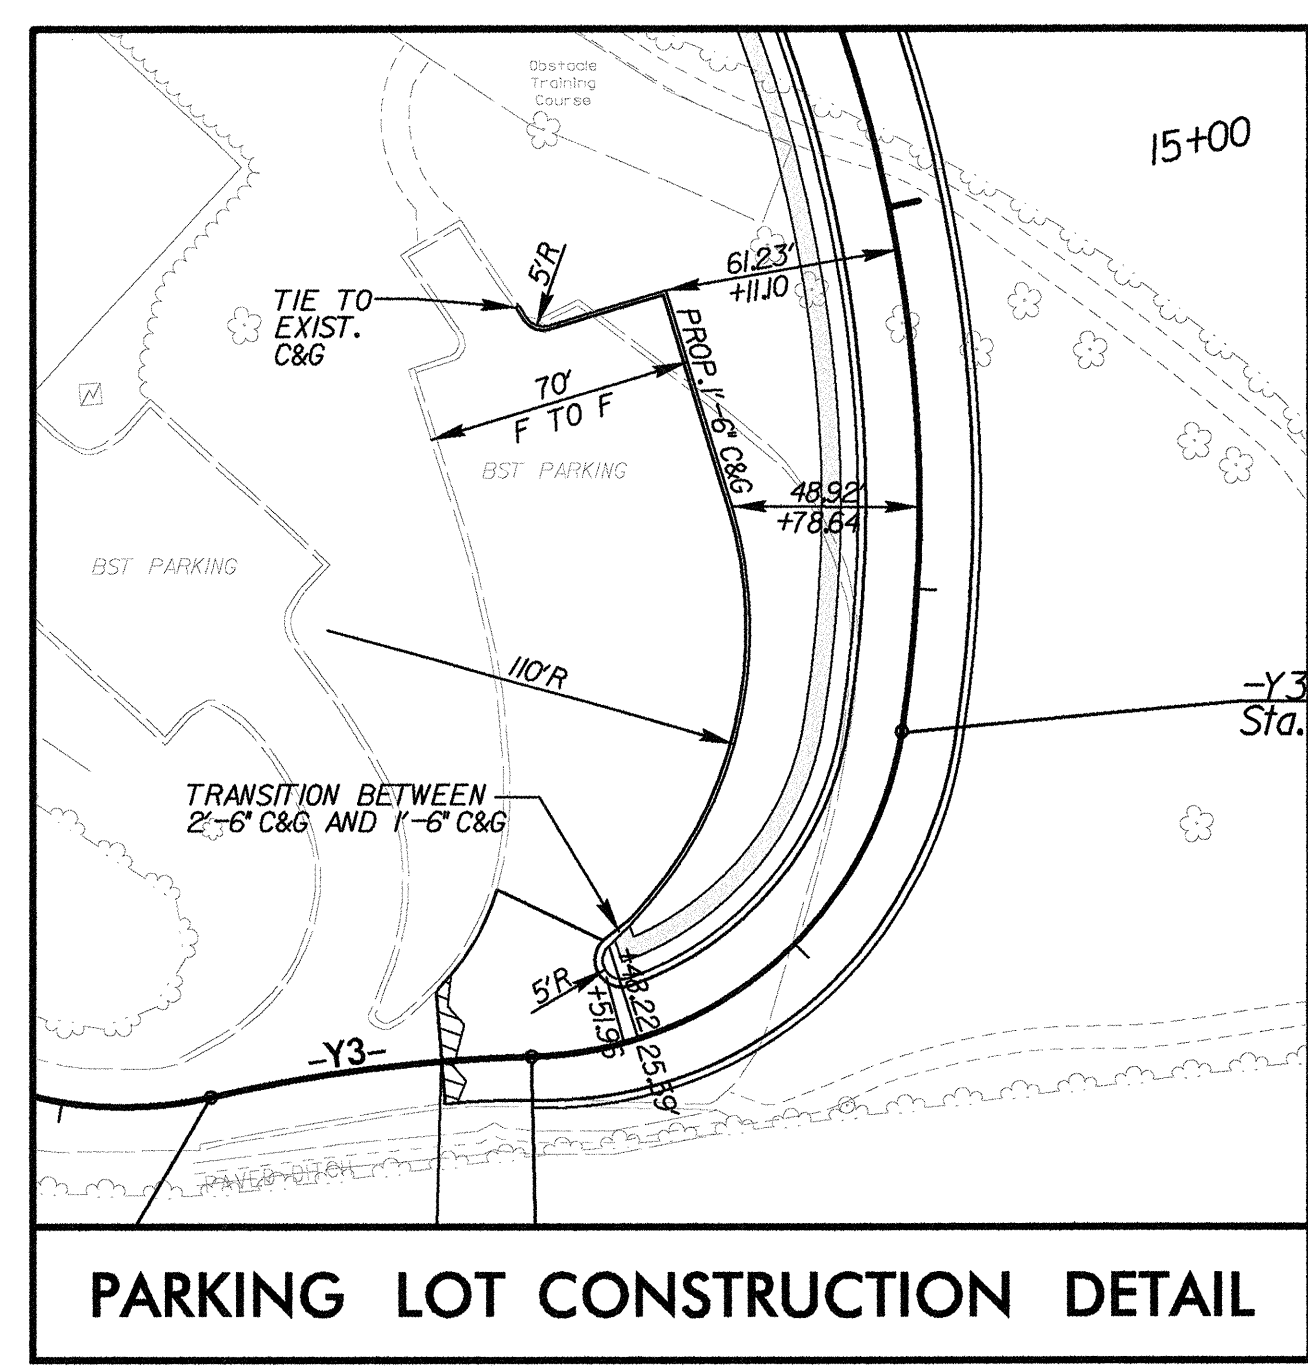 Obstacle
Training
Course
15+00
5'R
61.23'
+11.10
TIE TO
EXIST.
C&G
PROP. 1'-6" C&G
70'
F TO F
BST PARKING
48.92'
+78.64
BST PARKING
110'R
-Y3
Sta.
TRANSITION BETWEEN
2'-6" C&G AND 1'-6" C&G
5'R
+51.96
+48.22
25.59'
-Y3-
PAVED DITCH
PARKING LOT CONSTRUCTION DETAIL